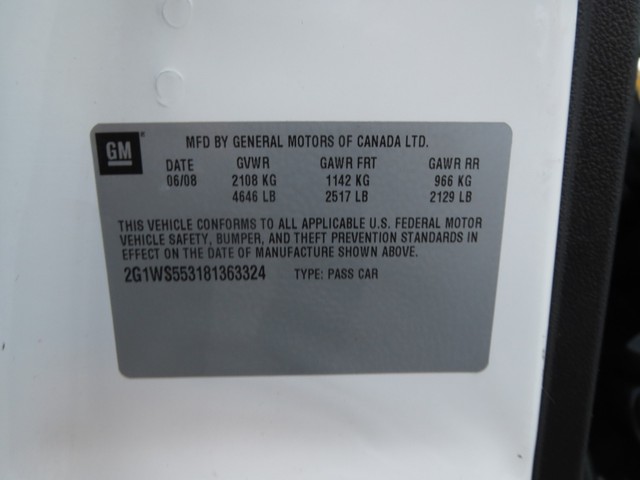 GM
MFD BY GENERAL MOTORS OF CANADA LTD.
DATE GVWR GAWR FRT GAWR RR
06/08 2108 KG 1142 KG 966 KG
4646 LB 2517 LB 2129 LB
THIS VEHICLE CONFORMS TO ALL APPLICABLE U.S. FEDERAL MOTOR
VEHICLE SAFETY, BUMPER, AND THEFT PREVENTION STANDARDS IN
EFFECT ON THE DATE OF MANUFACTURE SHOWN ABOVE.
2G1WS553181363324 TYPE: PASS CAR